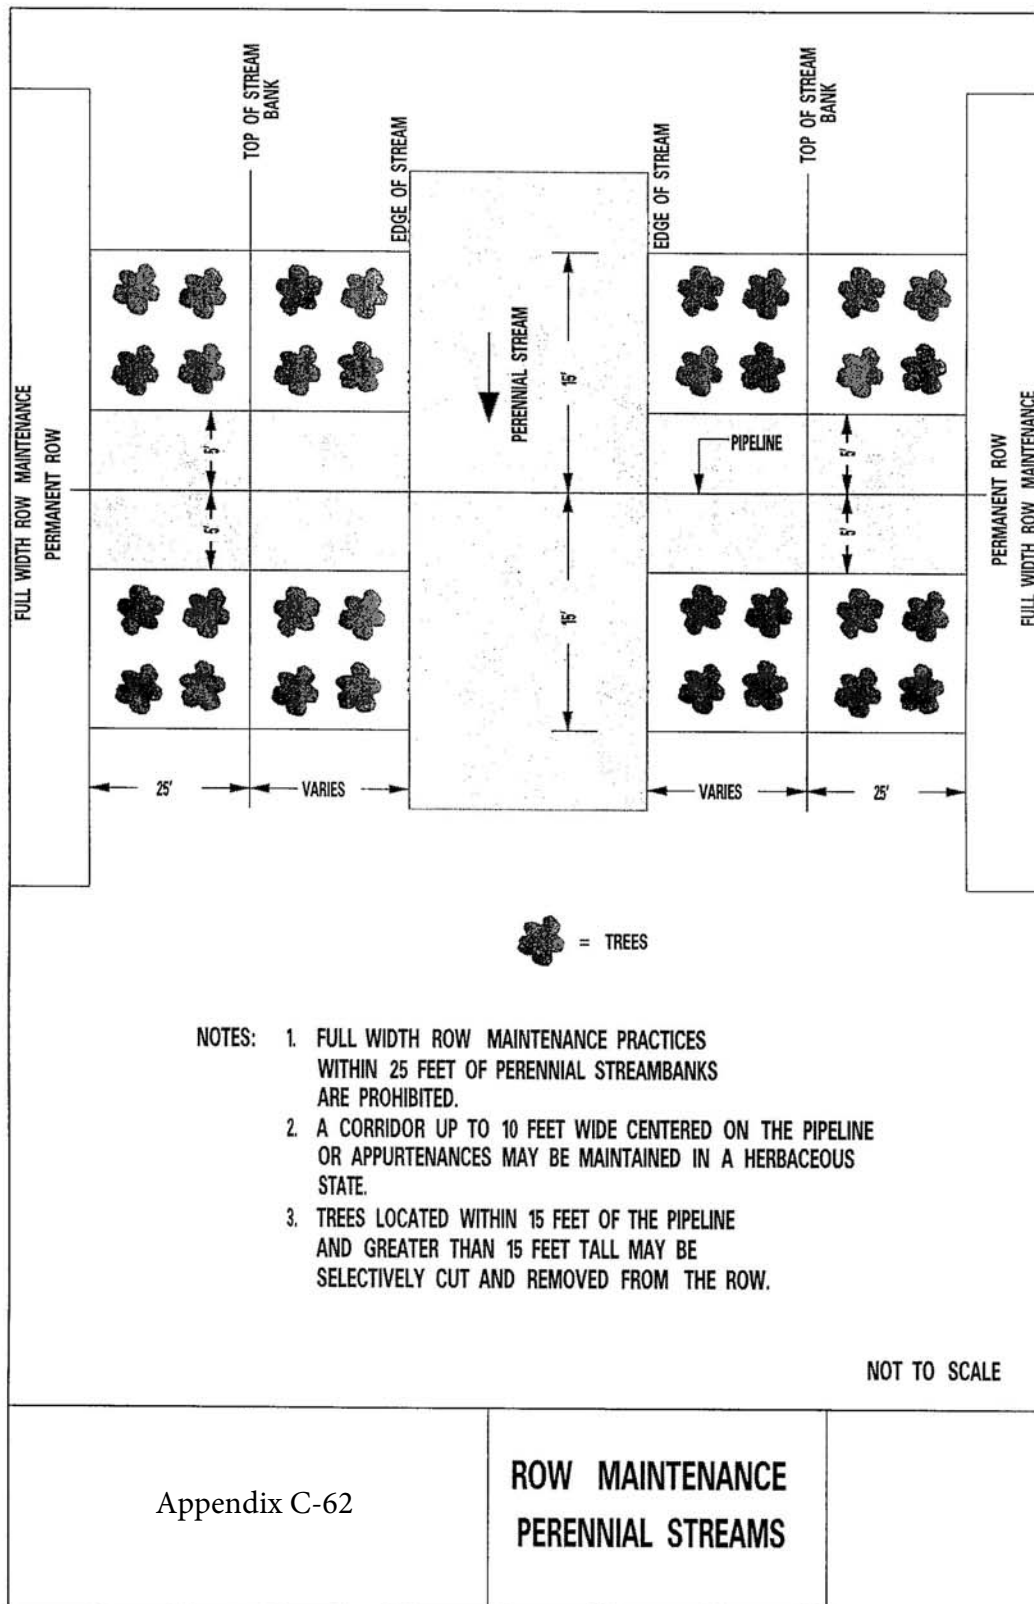 TOP OF STREAM
BANK
EDGE OF STREAM
EDGE OF STREAM
TOP OF STREAM
BANK
FULL WIDTH ROW MAINTENANCE
PERMANENT ROW
PERENNIAL STREAM
15'
15'
5'
5'
PIPELINE
5'
5'
PERMANENT ROW
FULL WIDTH ROW MAINTENANCE
25'
VARIES
VARIES
25'
= TREES
NOTES: 1. FULL WIDTH ROW MAINTENANCE PRACTICES
WITHIN 25 FEET OF PERENNIAL STREAMBANKS
ARE PROHIBITED.
2. A CORRIDOR UP TO 10 FEET WIDE CENTERED ON THE PIPELINE
OR APPURTENANCES MAY BE MAINTAINED IN A HERBACEOUS
STATE.
3. TREES LOCATED WITHIN 15 FEET OF THE PIPELINE
AND GREATER THAN 15 FEET TALL MAY BE
SELECTIVELY CUT AND REMOVED FROM THE ROW.
NOT TO SCALE
Appendix C-62
ROW MAINTENANCE
PERENNIAL STREAMS